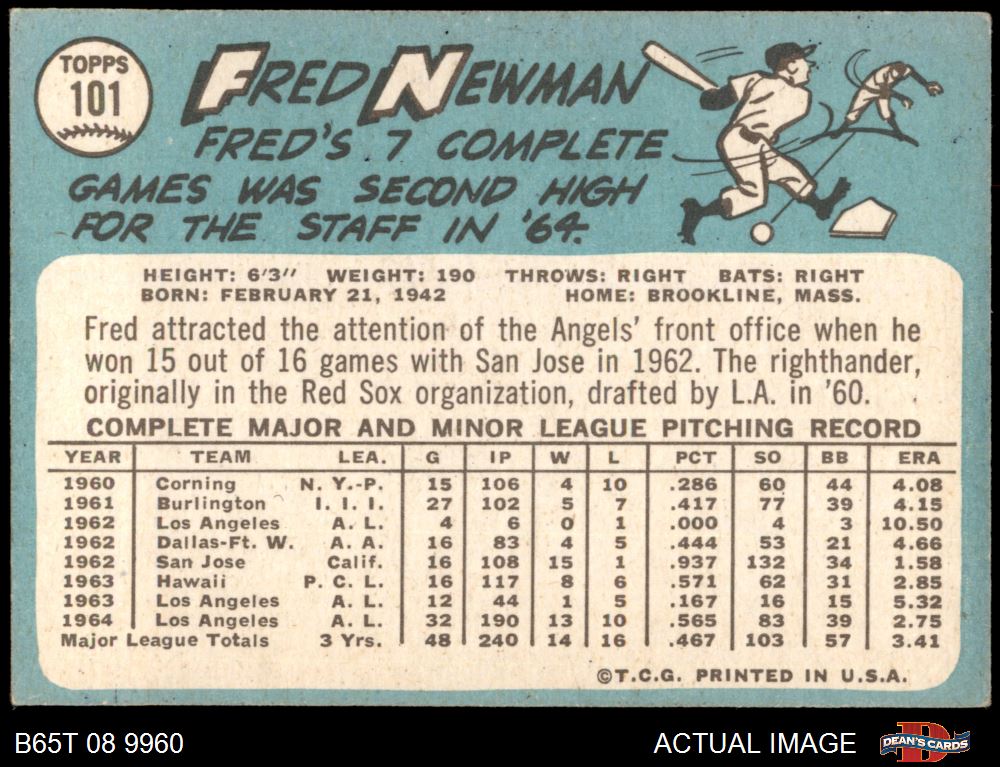 TOPPS
101
FRED NEWMAN
FRED'S 7 COMPLETE
GAMES WAS SECOND HIGH
FOR THE STAFF IN '64.
HEIGHT: 6'3" WEIGHT: 190 THROWS: RIGHT BATS: RIGHT
BORN: FEBRUARY 21, 1942 HOME: BROOKLINE, MASS.
Fred attracted the attention of the Angels' front office when he
won 15 out of 16 games with San Jose in 1962. The righthander,
originally in the Red Sox organization, drafted by L.A. in '60.
COMPLETE MAJOR AND MINOR LEAGUE PITCHING RECORD
YEAR TEAM LEA. G IP W L PCT SO BB ERA
1960 Corning N. Y.-P. 15 106 4 10 .286 60 44 4.08
1961 Burlington I. I. I. 27 102 5 7 .417 77 39 4.15
1962 Los Angeles A. L. 4 6 0 1 .000 4 3 10.50
1962 Dallas-Ft. W. A. A. 16 83 4 5 .444 53 21 4.66
1962 San Jose Calif. 16 108 15 1 .937 132 34 1.58
1963 Hawaii P. C. L. 16 117 8 6 .571 62 31 2.85
1963 Los Angeles A. L. 12 44 1 5 .167 16 15 5.32
1964 Los Angeles A. L. 32 190 13 10 .565 83 39 2.75
Major League Totals 3 Yrs. 48 240 14 16 .467 103 57 3.41
©T.C.G. PRINTED IN U.S.A.
B65T 08 9960 ACTUAL IMAGE DEAN'S CARDS